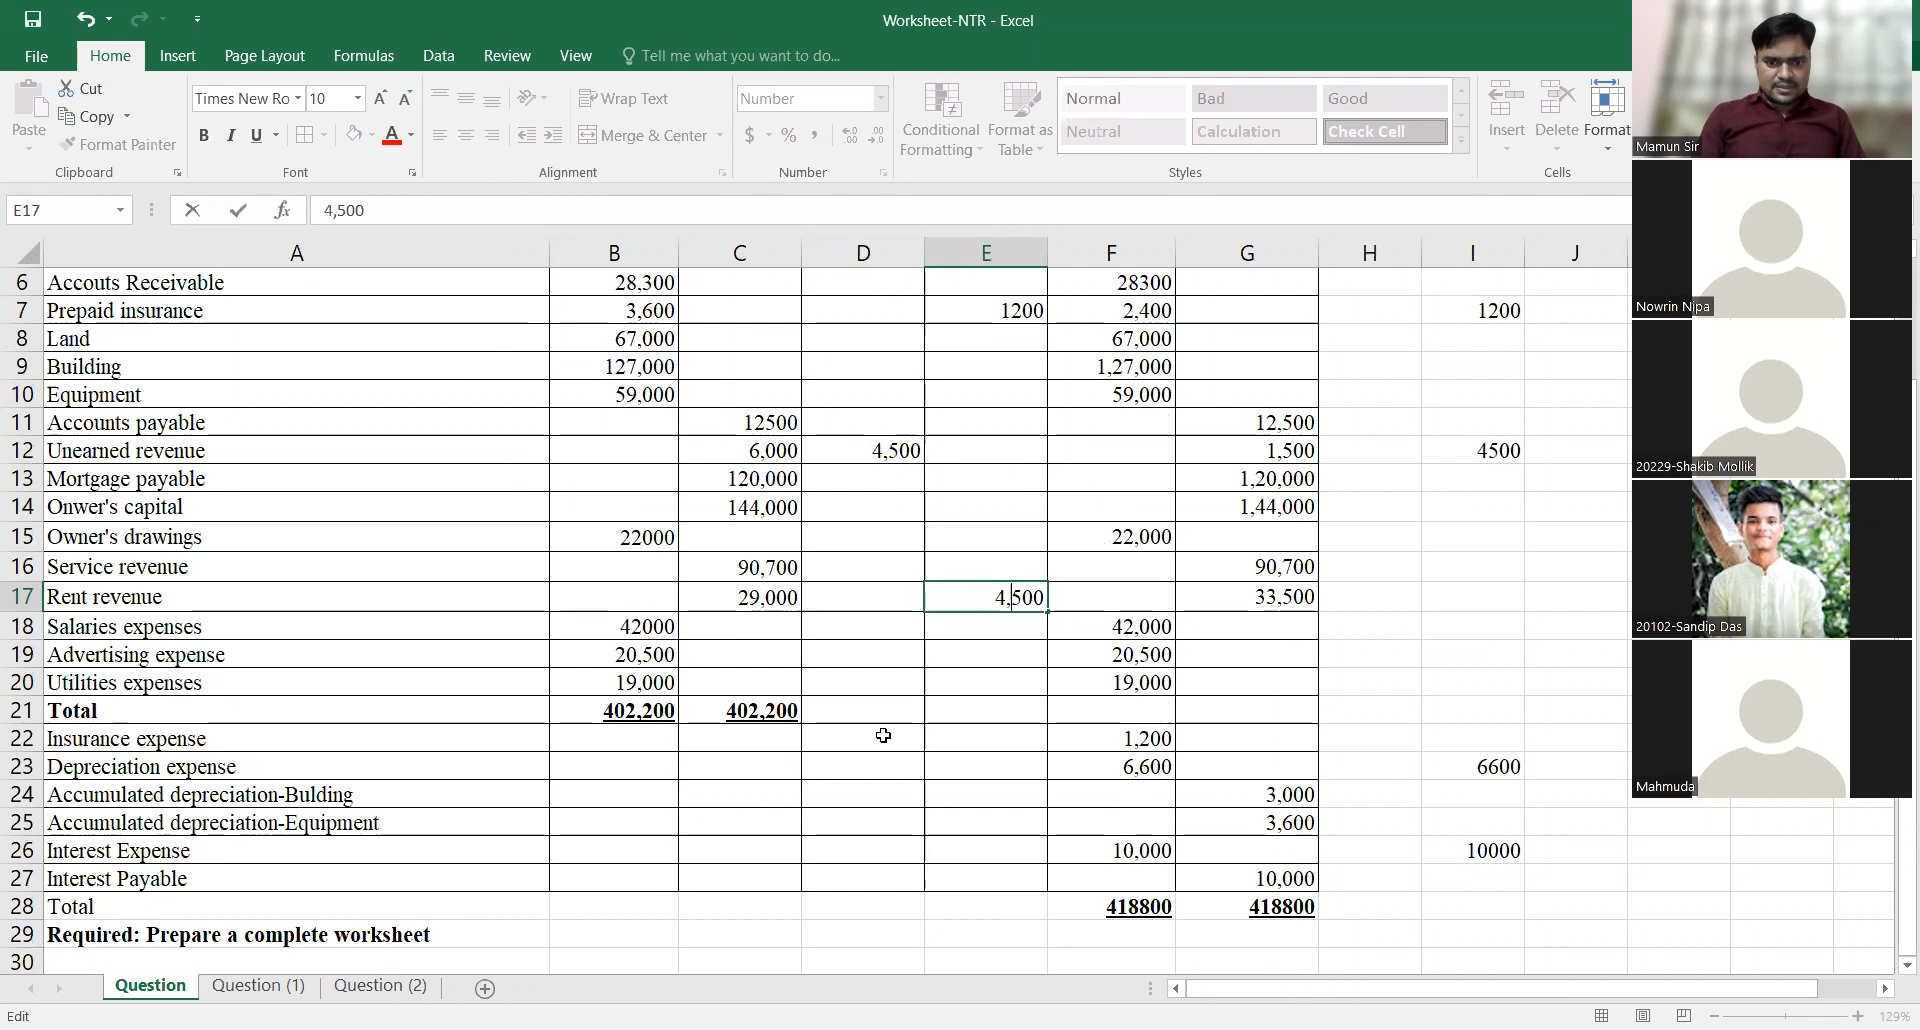 Worksheet-NTR - Excel
File Home Insert Page Layout Formulas Data Review View Tell me what you want to do...
Cut
Copy
Format Painter
Paste
Clipboard
Times New Ro 10
B I U A
Font
Wrap Text
Merge & Center
Alignment
Number
$ %
Number
Conditional Formatting
Format as Table
Normal Bad Good
Neutral Calculation Check Cell
Styles
Insert Delete Format
Cells
E17 fx 4,500
A B C D E F G H I J
6 Accouts Receivable 28,300 28300
7 Prepaid insurance 3,600 1200 2,400 1200
8 Land 67,000 67,000
9 Building 127,000 1,27,000
10 Equipment 59,000 59,000
11 Accounts payable 12500 12,500
12 Unearned revenue 6,000 4,500 1,500 4500
13 Mortgage payable 120,000 1,20,000
14 Onwer's capital 144,000 1,44,000
15 Owner's drawings 22000 22,000
16 Service revenue 90,700 90,700
17 Rent revenue 29,000 4,500 33,500
18 Salaries expenses 42000 42,000
19 Advertising expense 20,500 20,500
20 Utilities expenses 19,000 19,000
21 Total 402,200 402,200
22 Insurance expense 1,200
23 Depreciation expense 6,600 6600
24 Accumulated depreciation-Bulding 3,000
25 Accumulated depreciation-Equipment 3,600
26 Interest Expense 10,000 10000
27 Interest Payable 10,000
28 Total 418800 418800
29 Required: Prepare a complete worksheet
30
Question Question (1) Question (2)
Edit 129%
Mamun Sir
Nowrin Nipa
20229-Shakib Mollik
20102-Sandip Das
Mahmuda